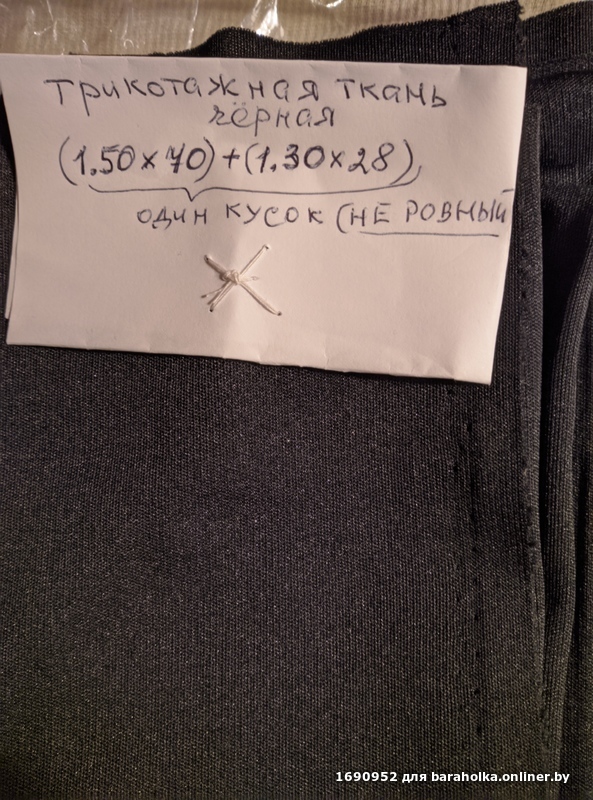 трикотажная ткань
чёрная
(1.50×70)+(1.30×28),
один кусок (НЕ РОВНЫЙ
1690952 для baraholka.onliner.by